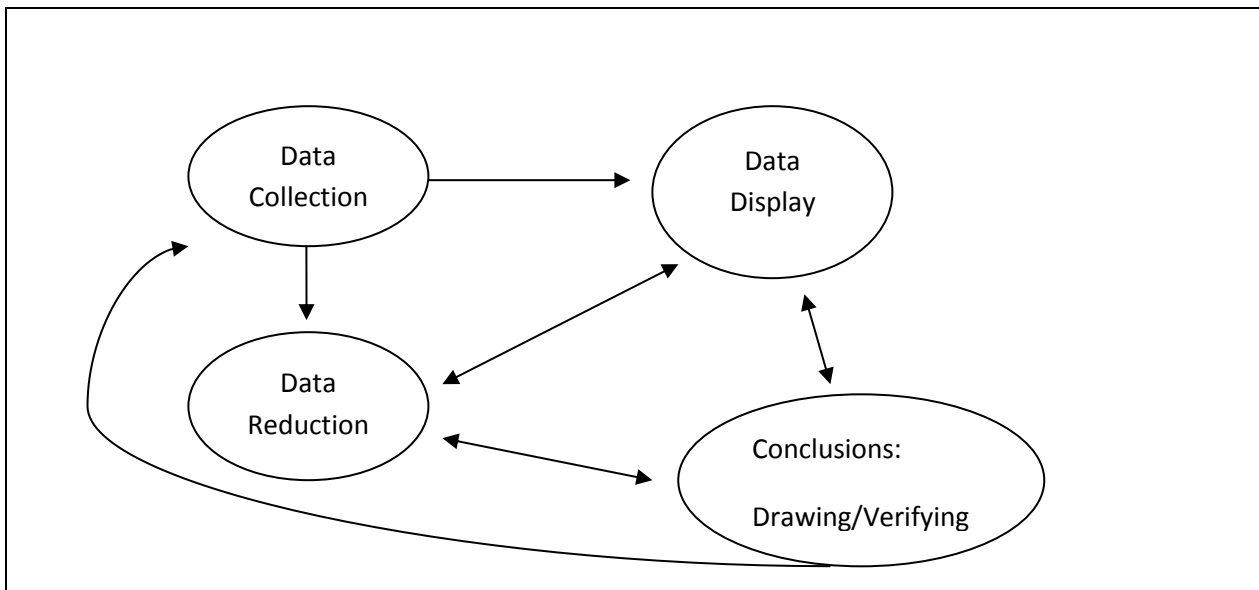 Data
Collection
Data
Display
Data
Reduction
Conclusions:
Drawing/Verifying